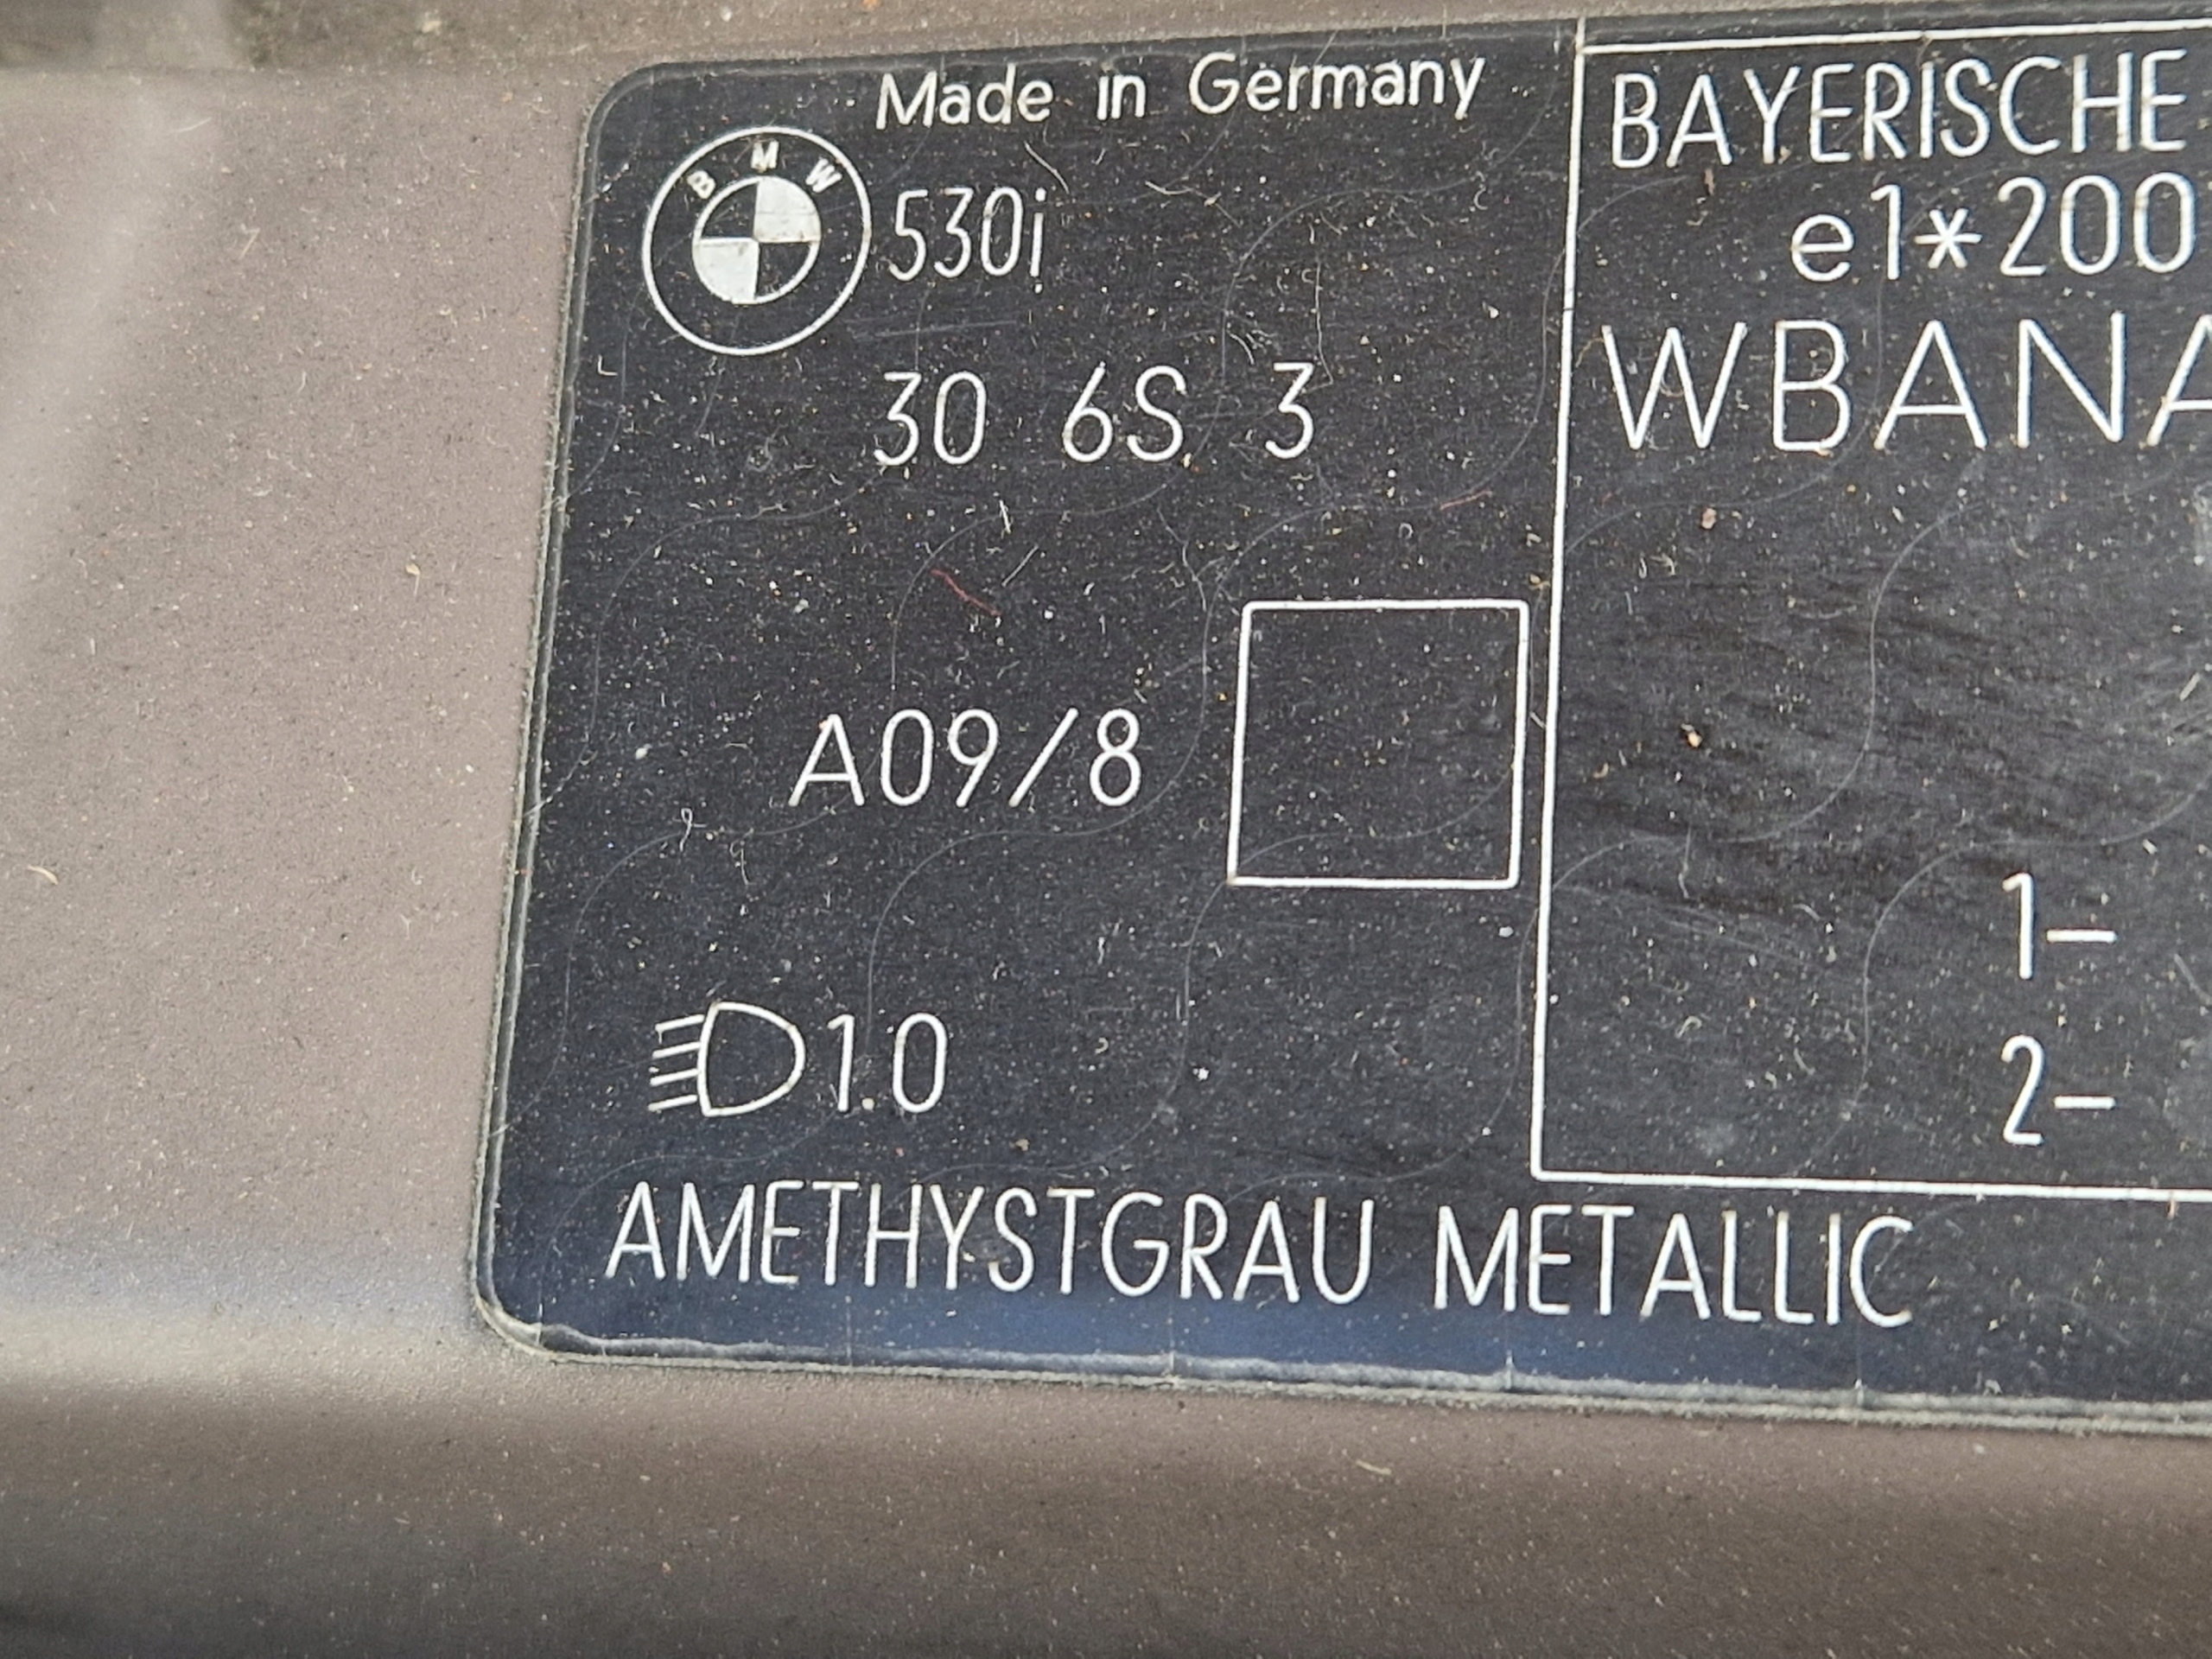 Made in Germany
BMW
530i
30 6S 3
A09/8
1.0
AMETHYSTGRAU METALLIC
BAYERISCHE
e1*200
WBANA
1-
2-